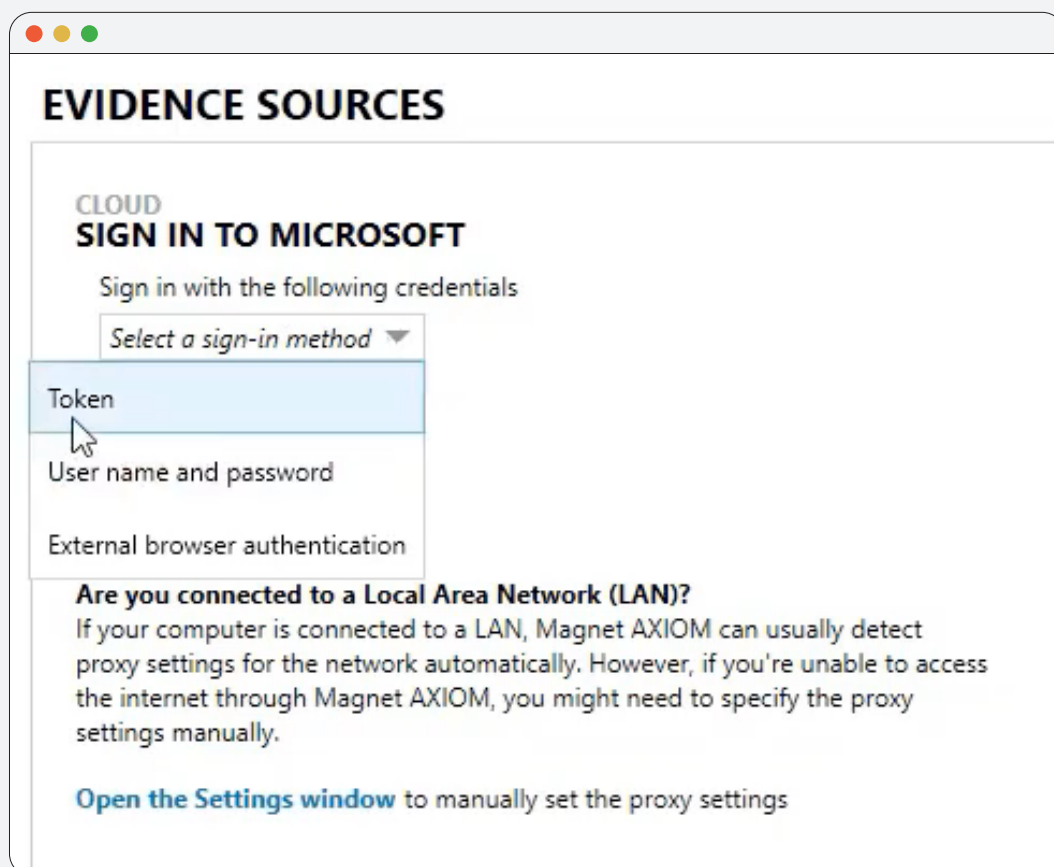 EVIDENCE SOURCES
CLOUD
SIGN IN TO MICROSOFT
Sign in with the following credentials
Select a sign-in method
Token
User name and password
External browser authentication
Are you connected to a Local Area Network (LAN)?
If your computer is connected to a LAN, Magnet AXIOM can usually detect
proxy settings for the network automatically. However, if you're unable to access
the internet through Magnet AXIOM, you might need to specify the proxy
settings manually.
Open the Settings window to manually set the proxy settings